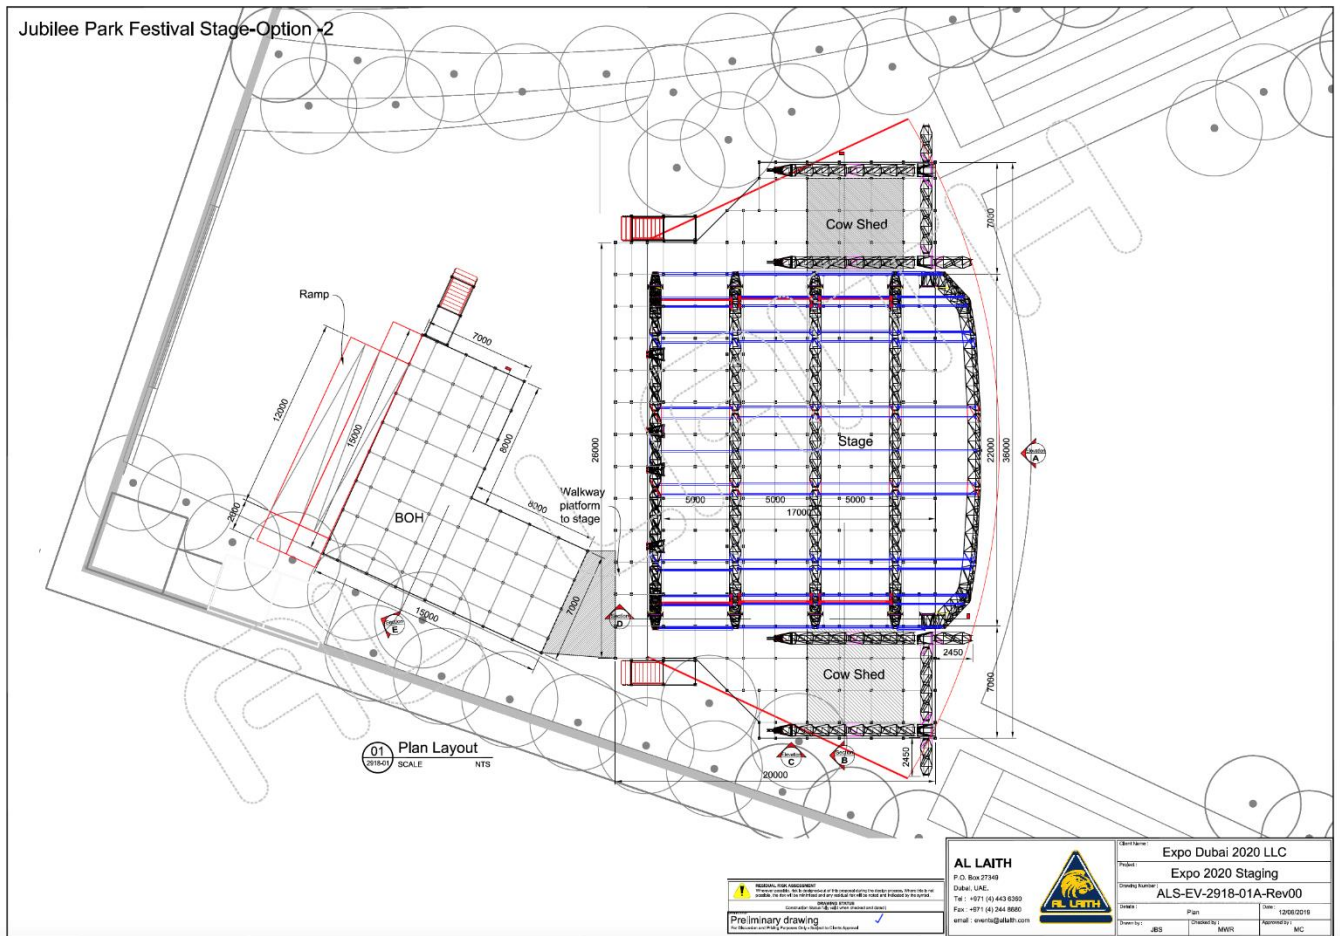 Jubilee Park Festival Stage-Option -2
Ramp
7000
12000
15000
8000
8000
BOH
2000
15000
7000
Walkway
platform
to stage
26000
Cow Shed
7000
Stage
5000
5000
5000
17000
22000
36000
Elevation
A
Section
D
Section
E
Cow Shed
2450
7000
2450
Elevation
C
Section
B
20000
01
2918-01
Plan Layout
SCALE
NTS
AL LAITH
RESIDUAL RISK ASSESSMENT
DRAWING STATUS
Preliminary drawing
AL LAITH
P.O. Box 27349
Dubai, UAE.
Tel : +971 (4) 443 6393
Fax : +971 (4) 244 8680
email : events@allaith.com
AL LAITH
Client Name :
Expo Dubai 2020 LLC
Project :
Expo 2020 Staging
Drawing Number :
ALS-EV-2918-01A-Rev00
Details :
Plan
Date :
12/08/2019
Drawn by :
JBS
Checked by :
MWR
Approved by :
MC